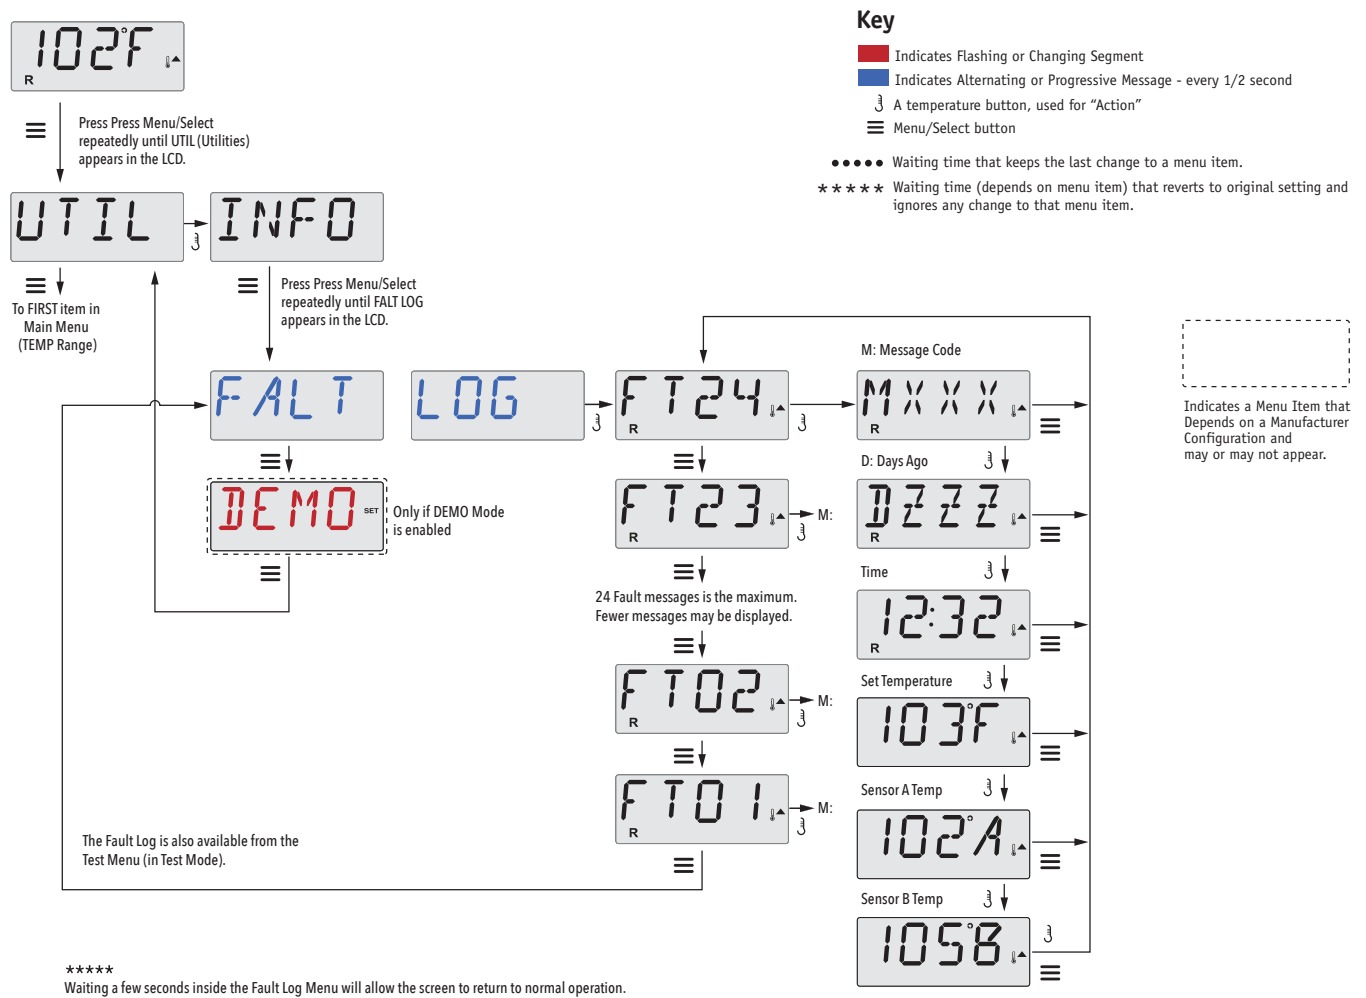 Key
Indicates Flashing or Changing Segment
Indicates Alternating or Progressive Message - every 1/2 second
A temperature button, used for “Action”
Menu/Select button
••••• Waiting time that keeps the last change to a menu item.
***** Waiting time (depends on menu item) that reverts to original setting and
ignores any change to that menu item.
102°F
R
Press Press Menu/Select
repeatedly until UTIL (Utilities)
appears in the LCD.
UTIL
INFO
To FIRST item in
Main Menu
(TEMP Range)
Press Press Menu/Select
repeatedly until FALT LOG
appears in the LCD.
FALT
LOG
DEMO
SET
Only if DEMO Mode
is enabled
FT24
R
FT23
R
M:
24 Fault messages is the maximum.
Fewer messages may be displayed.
FT02
R
M:
FT01
R
M:
M: Message Code
MXXX
R
D: Days Ago
DZZZ
R
Time
12:32
R
Set Temperature
103°F
Sensor A Temp
102°A
Sensor B Temp
105°B
Indicates a Menu Item that
Depends on a Manufacturer
Configuration and
may or may not appear.
The Fault Log is also available from the
Test Menu (in Test Mode).
*****
Waiting a few seconds inside the Fault Log Menu will allow the screen to return to normal operation.